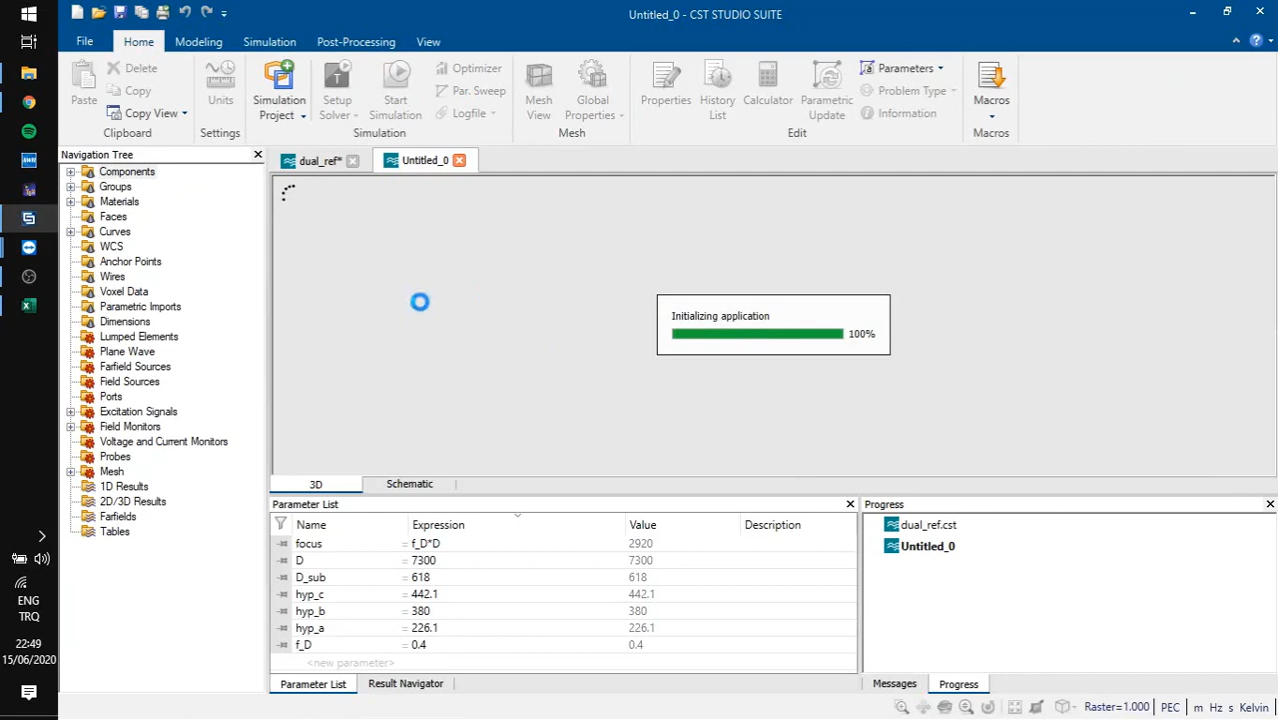 Untitled_0 - CST STUDIO SUITE
File Home Modeling Simulation Post-Processing View
Paste
Delete
Copy
Copy View
Clipboard
Units
Settings
Simulation Project
Setup Solver
Start Simulation
Optimizer
Par. Sweep
Logfile
Simulation
Mesh View
Global Properties
Mesh
Properties
History List
Calculator
Parametric Update
Parameters
Problem Type
Information
Edit
Macros
Macros
Navigation Tree
Components
Groups
Materials
Faces
Curves
WCS
Anchor Points
Wires
Voxel Data
Parametric Imports
Dimensions
Lumped Elements
Plane Wave
Farfield Sources
Field Sources
Ports
Excitation Signals
Field Monitors
Voltage and Current Monitors
Probes
Mesh
1D Results
2D/3D Results
Farfields
Tables
dual_ref* Untitled_0
Initializing application
100%
3D Schematic
Parameter List
Name Expression Value Description
focus = f_D*D 2920
D = 7300 7300
D_sub = 618 618
hyp_c = 442.1 442.1
hyp_b = 380 380
hyp_a = 226.1 226.1
f_D = 0.4 0.4
<new parameter>
Parameter List Result Navigator
Progress
dual_ref.cst
Untitled_0
Messages Progress
Raster=1.000 PEC m Hz s Kelvin
AWR
ENG
TRQ
22:49
15/06/2020